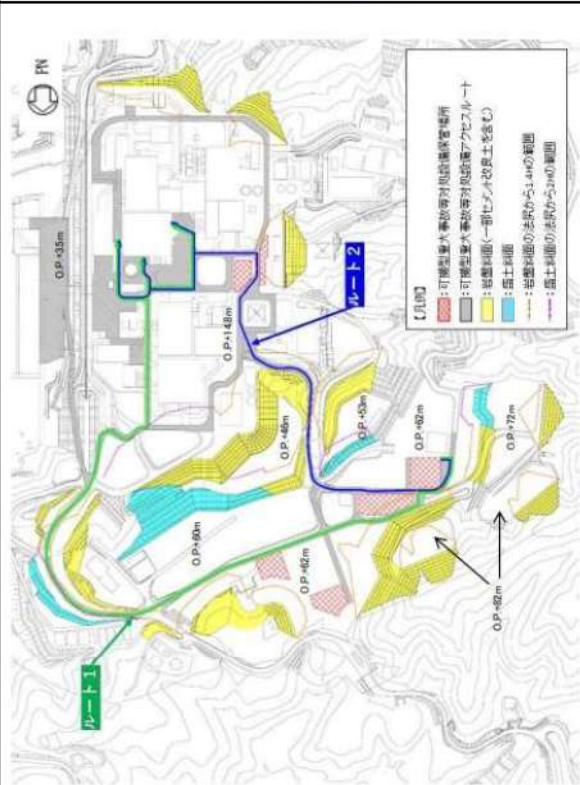 PN
O.P.+3.5m
O.P.+14.8m
ルート2
O.P.+46m
O.P.+53m
O.P.+60m
O.P.+62m
O.P.+62m
O.P.+72m
O.P.+82m
ルート1
【凡例】
:可搬型重大事故等対処設備保管場所
:可搬型重大事故等対処設備アクセスルート
:岩盤斜面(一部セメント改良土を含む)
:盛土斜面
:岩盤斜面の法尻から1.4Hの範囲
:盛土斜面の法尻から2Hの範囲